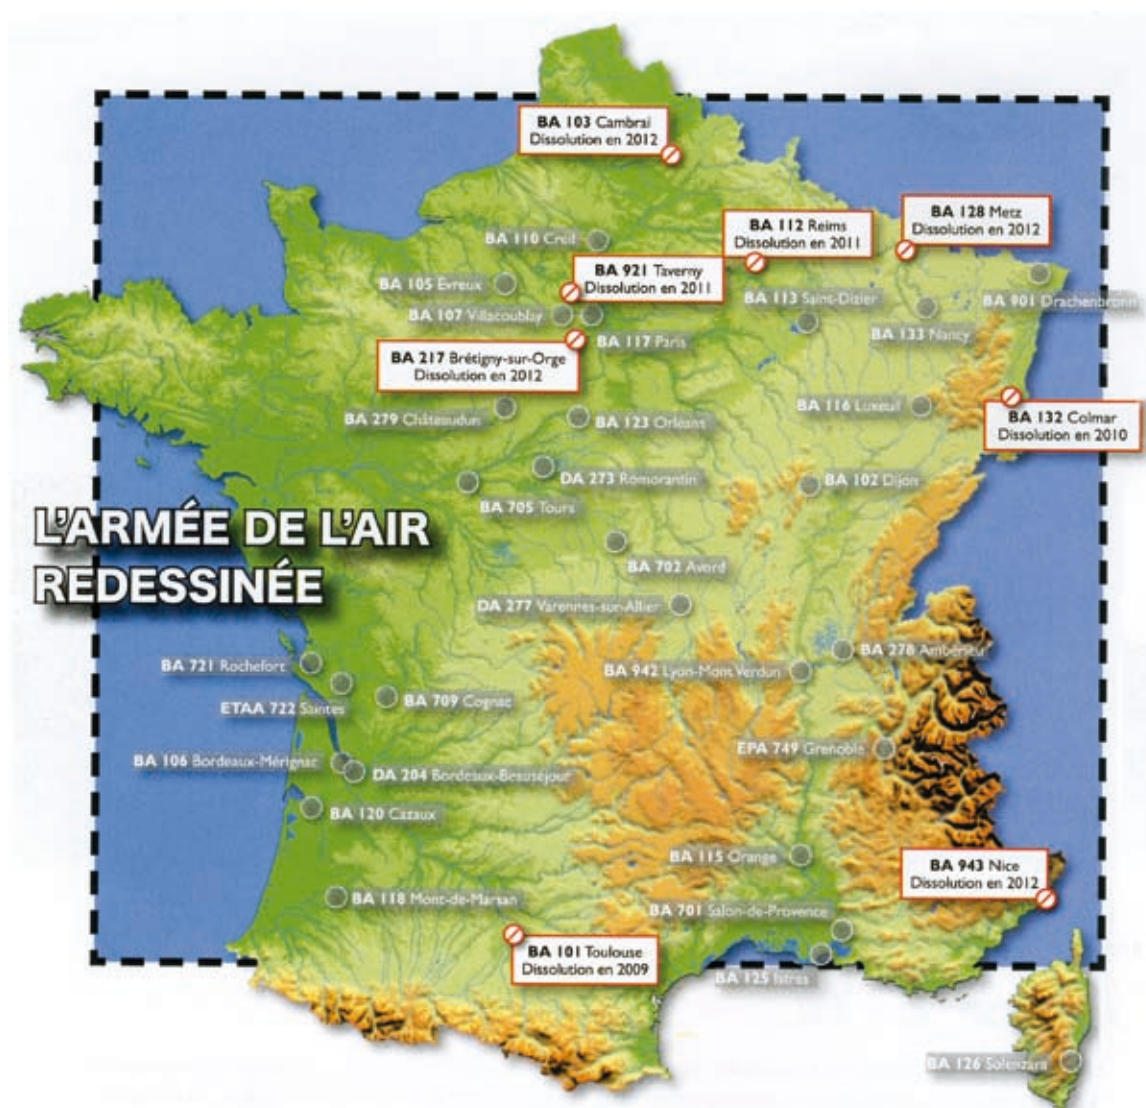 BA 103 Cambrai
Dissolution en 2012
BA 128 Metz
Dissolution en 2012
BA 112 Reims
Dissolution en 2011
BA 110 Creil
BA 921 Taverny
Dissolution en 2011
BA 105 Evreux
BA 113 Saint-Dizier
BA 901 Drachenbronn
BA 107 Villacoublay
BA 133 Nancy
BA 117 Paris
BA 217 Brétigny-sur-Orge
Dissolution en 2012
BA 279 Châteaudun
BA 123 Orléans
BA 116 Luxeuil
BA 132 Colmar
Dissolution en 2010
DA 273 Romorantin
BA 102 Dijon
BA 705 Tours
L'ARMÉE DE L'AIR
REDESSINÉE
BA 702 Avord
DA 277 Varennes-sur-Allier
BA 278 Ambérieu
BA 721 Rochefort
BA 942 Lyon-Mont Verdun
ETAA 722 Saintes
BA 709 Cognac
EPA 749 Grenoble
BA 106 Bordeaux-Mérignac
DA 204 Bordeaux-Beauséjour
BA 120 Cazaux
BA 115 Orange
BA 943 Nice
Dissolution en 2012
BA 118 Mont-de-Marsan
BA 701 Salon-de-Provence
BA 101 Toulouse
Dissolution en 2009
BA 125 Istres
BA 126 Solenzara